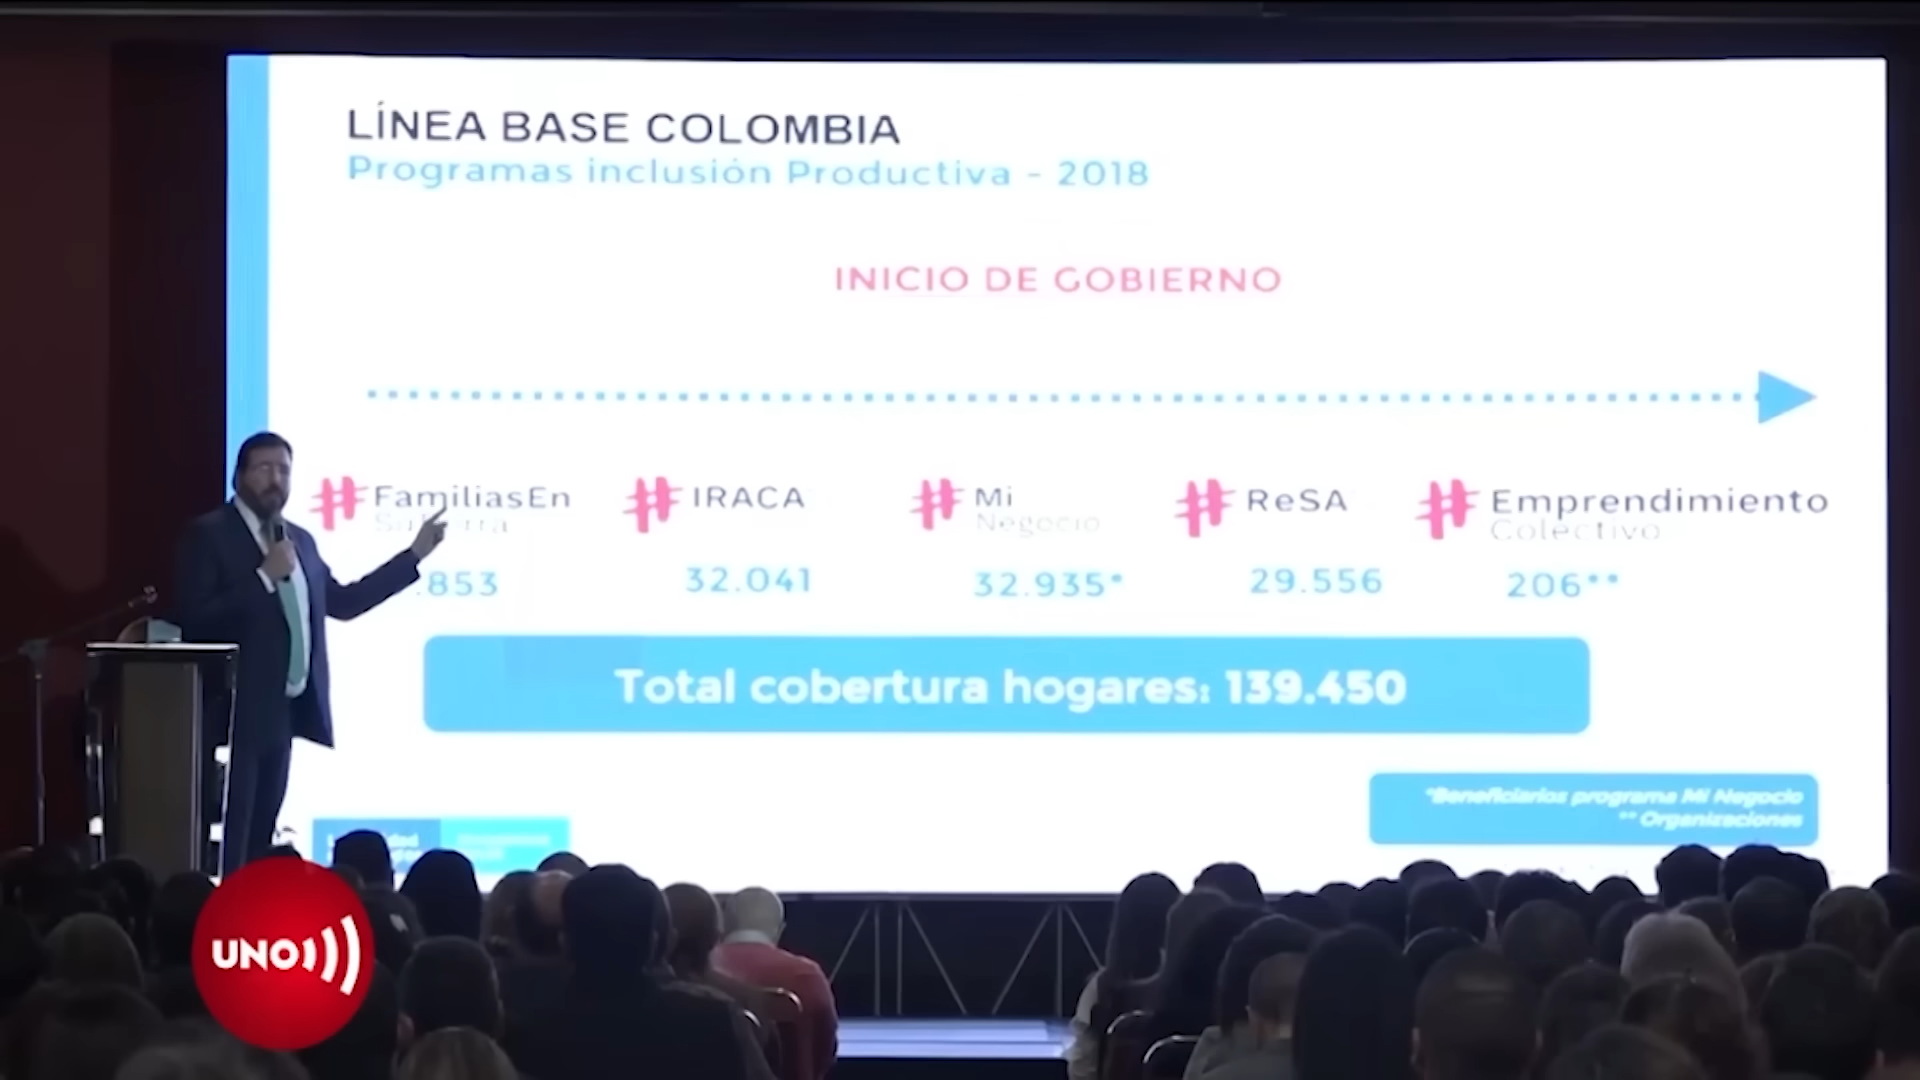 LÍNEA BASE COLOMBIA
Programas inclusión Productiva - 2018
INICIO DE GOBIERNO
#FamiliasEn
#IRACA
#Mi
Negocio
#ReSA
#Emprendimiento
Colectivo
.853
32.041
32.935*
29.556
206**
Total cobertura hogares: 139.450
*Beneficiarios programa Mi Negocio
** Organizaciones
UNO